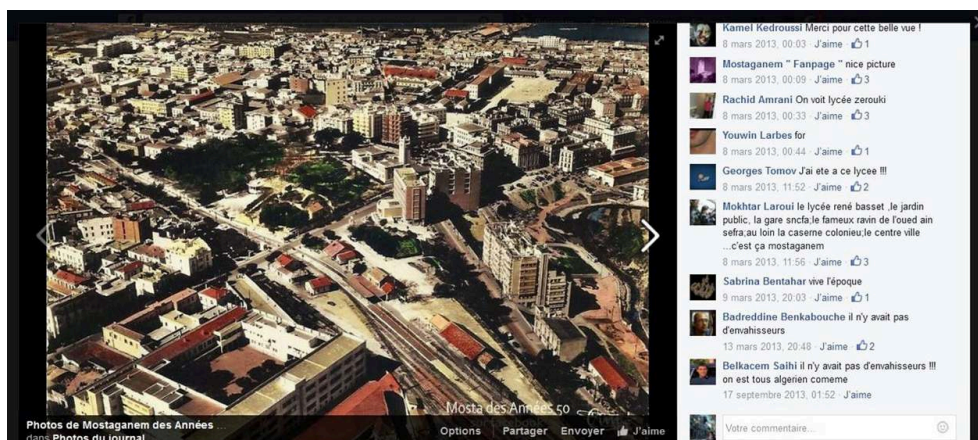 Kamel Kedroussi Merci pour cette belle vue !
8 mars 2013, 00:03 · J'aime · 1
Mostaganem " Fanpage " nice picture
8 mars 2013, 00:09 · J'aime · 3
Rachid Amrani On voit lycée zerouki
8 mars 2013, 00:33 · J'aime · 3
Youwin Larbes for
8 mars 2013, 00:44 · J'aime · 1
Georges Tomov J'ai ete a ce lycee !!!
8 mars 2013, 11:52 · J'aime · 2
Mokhtar Laroui le lycée rené basset ,le jardin
public, la gare sncfa;le fameux ravin de l'oued ain
sefra;au loin la caserne colonieu;le centre ville
...c'est ça mostaganem
8 mars 2013, 11:56 · J'aime · 3
Sabrina Bentahar vive l'époque
9 mars 2013, 20:03 · J'aime · 1
Badreddine Benkabouche il n'y avait pas
d'envahisseurs
13 mars 2013, 20:48 · J'aime · 2
Belkacem Saihi il n'y avait pas d'envahisseurs !!!
on est tous algerien comeme
17 septembre 2013, 01:52 · J'aime
Votre commentaire...
Mosta des Années 50
Photos de Mostaganem des Années ...
dans Photos du journal
Options Partager Envoyer J'aime